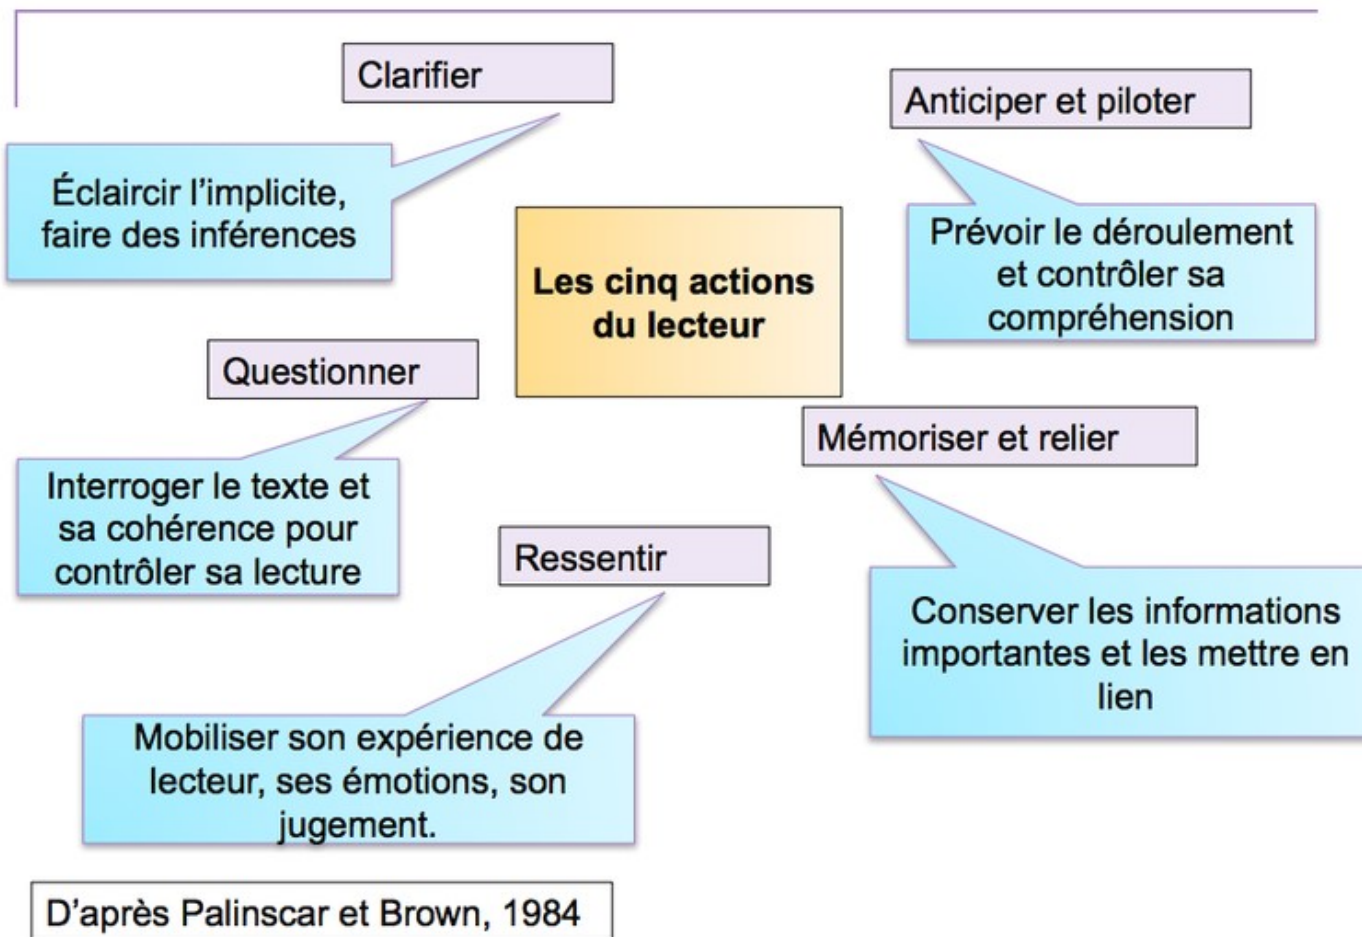 Clarifier
Éclaircir l'implicite,
faire des inférences
Anticiper et piloter
Prévoir le déroulement
et contrôler sa
compréhension
Les cinq actions
du lecteur
Questionner
Interroger le texte et
sa cohérence pour
contrôler sa lecture
Mémoriser et relier
Conserver les informations
importantes et les mettre en
lien
Ressentir
Mobiliser son expérience de
lecteur, ses émotions, son
jugement.
D'après Palinscar et Brown, 1984